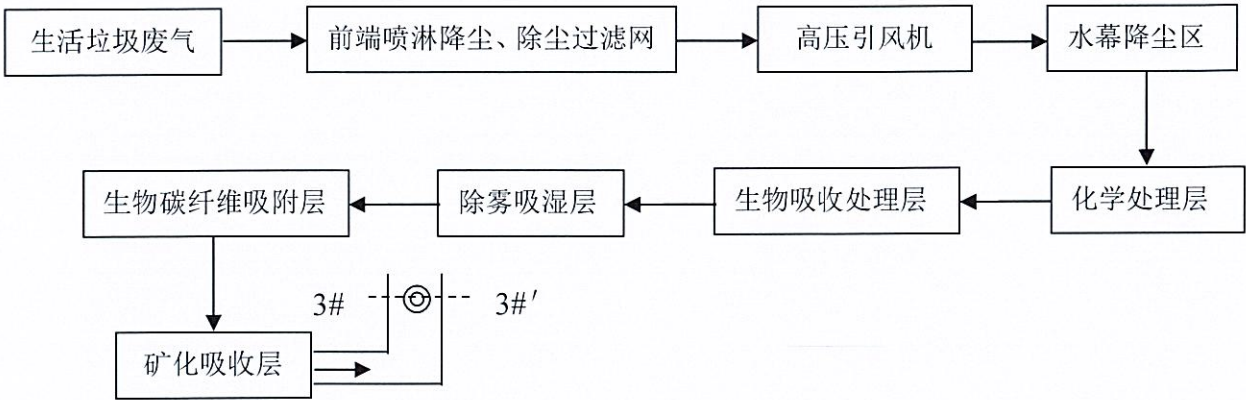 生活垃圾废气
前端喷淋降尘、除尘过滤网
高压引风机
水幕降尘区
化学处理层
生物吸收处理层
除雾吸湿层
生物碳纤维吸附层
矿化吸收层
3#
3#′